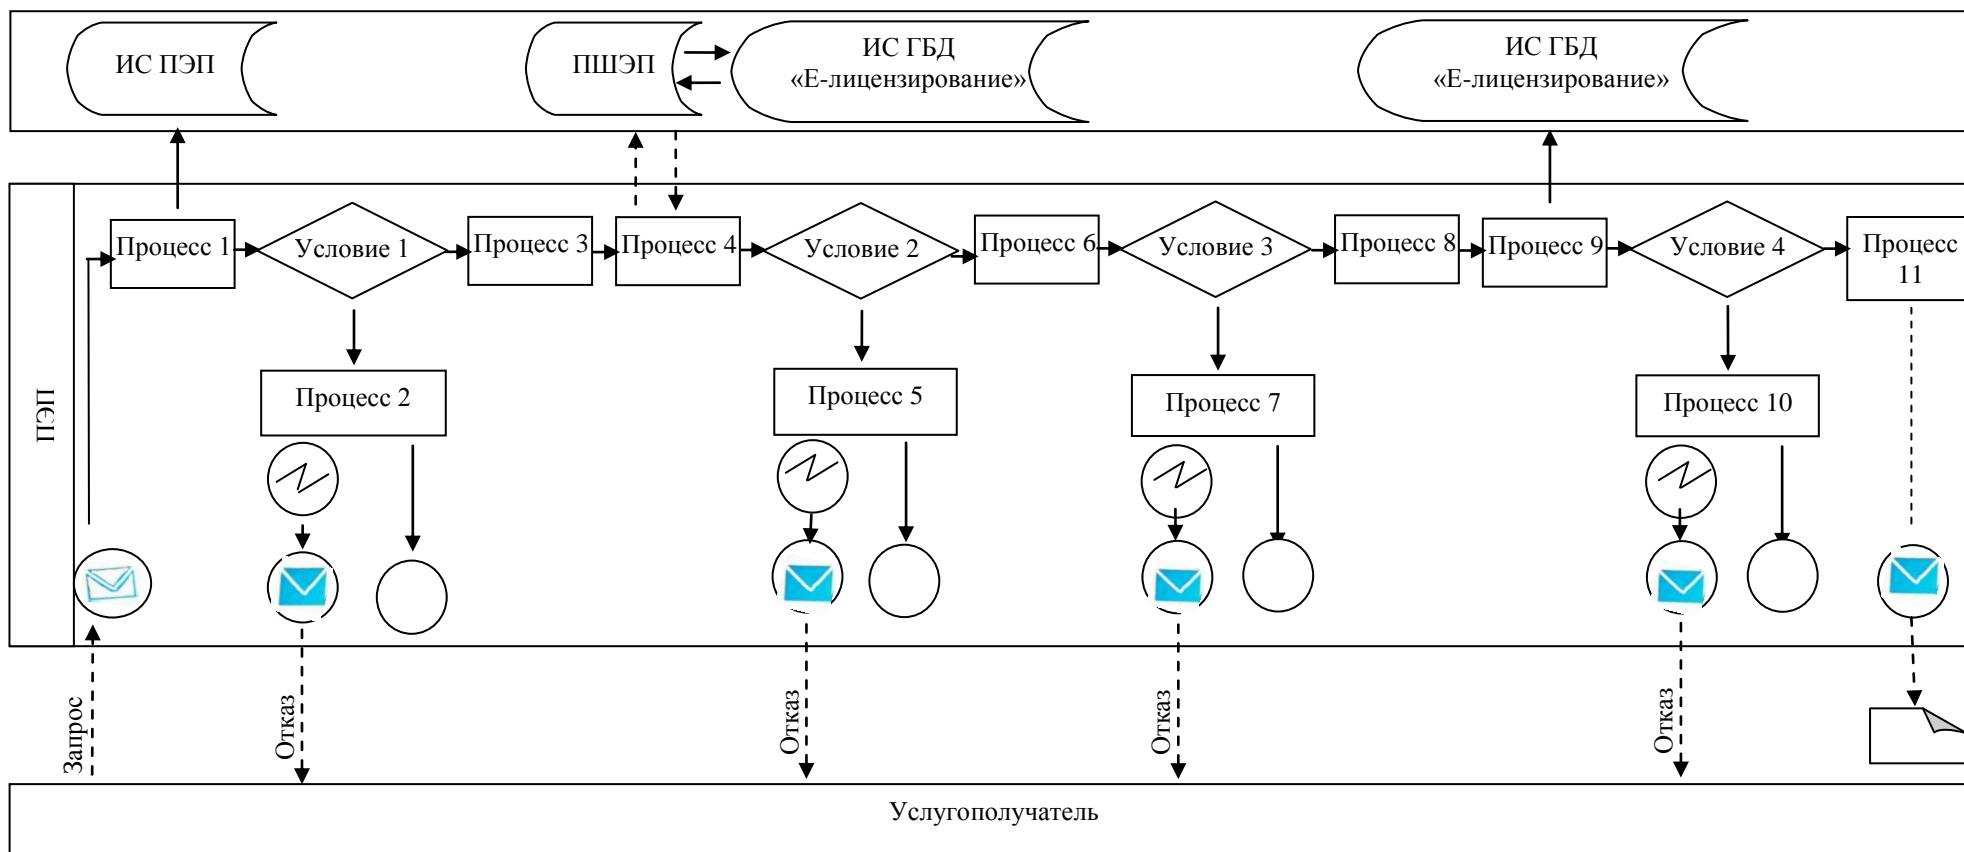 ИС ПЭП
ПШЭП
ИС ГБД
«Е-лицензирование»
ИС ГБД
«Е-лицензирование»
ПЭП
Процесс 1
Условие 1
Процесс 3
Процесс 4
Условие 2
Процесс 6
Условие 3
Процесс 8
Процесс 9
Условие 4
Процесс
11
Процесс 2
Процесс 5
Процесс 7
Процесс 10
Запрос
Отказ
Отказ
Отказ
Отказ
Услугополучатель